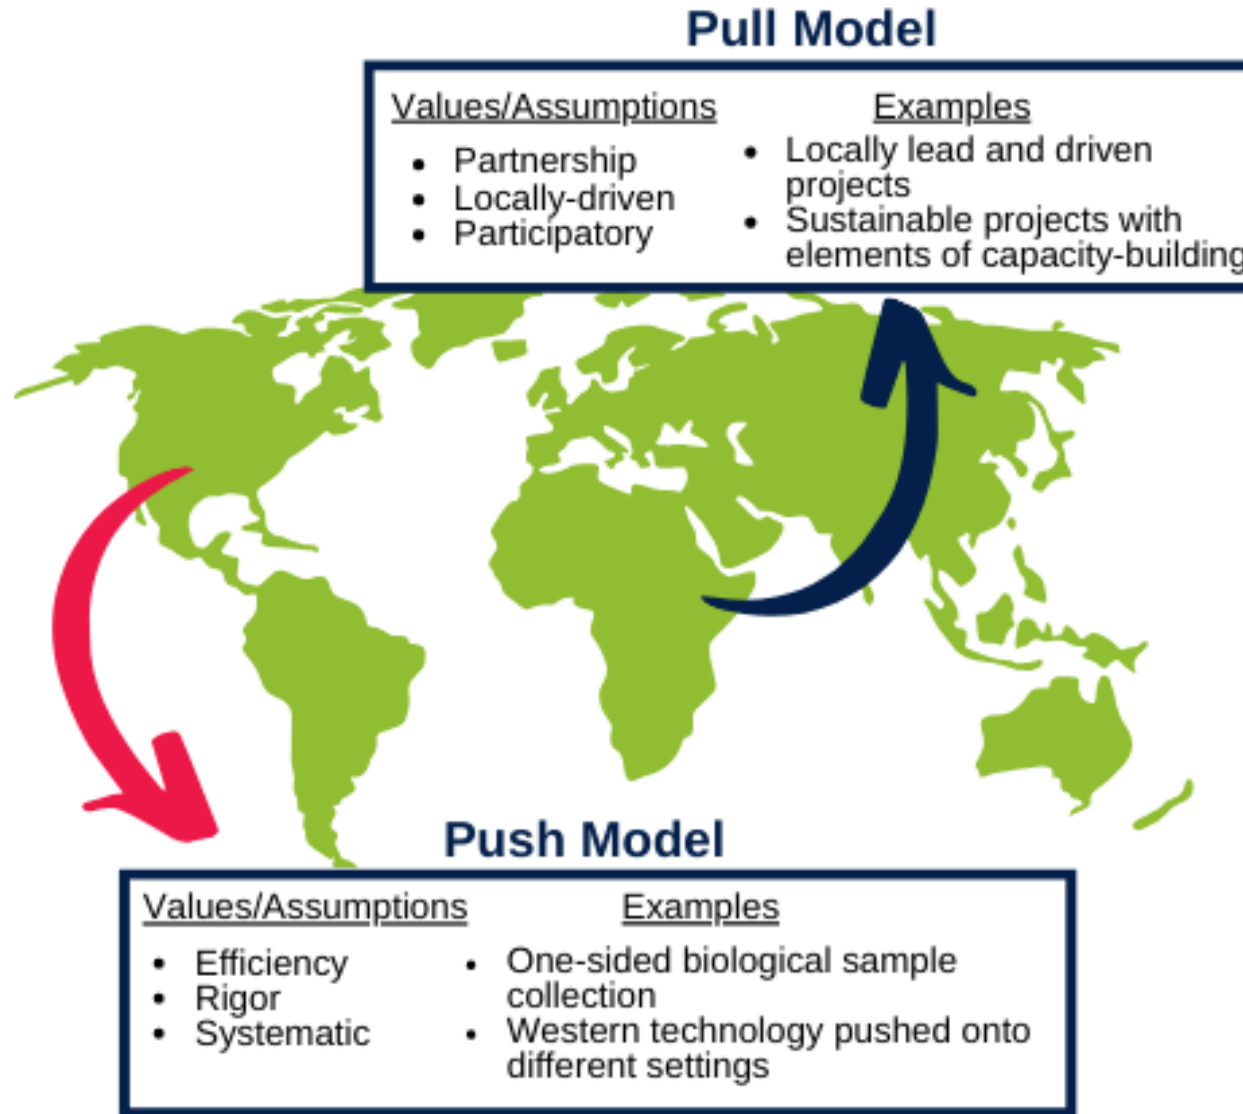 Pull Model
Values/Assumptions
• Partnership
• Locally-driven
• Participatory
Examples
• Locally lead and driven
projects
• Sustainable projects with
elements of capacity-building
Push Model
Values/Assumptions
• Efficiency
• Rigor
• Systematic
Examples
• One-sided biological sample
collection
• Western technology pushed onto
different settings